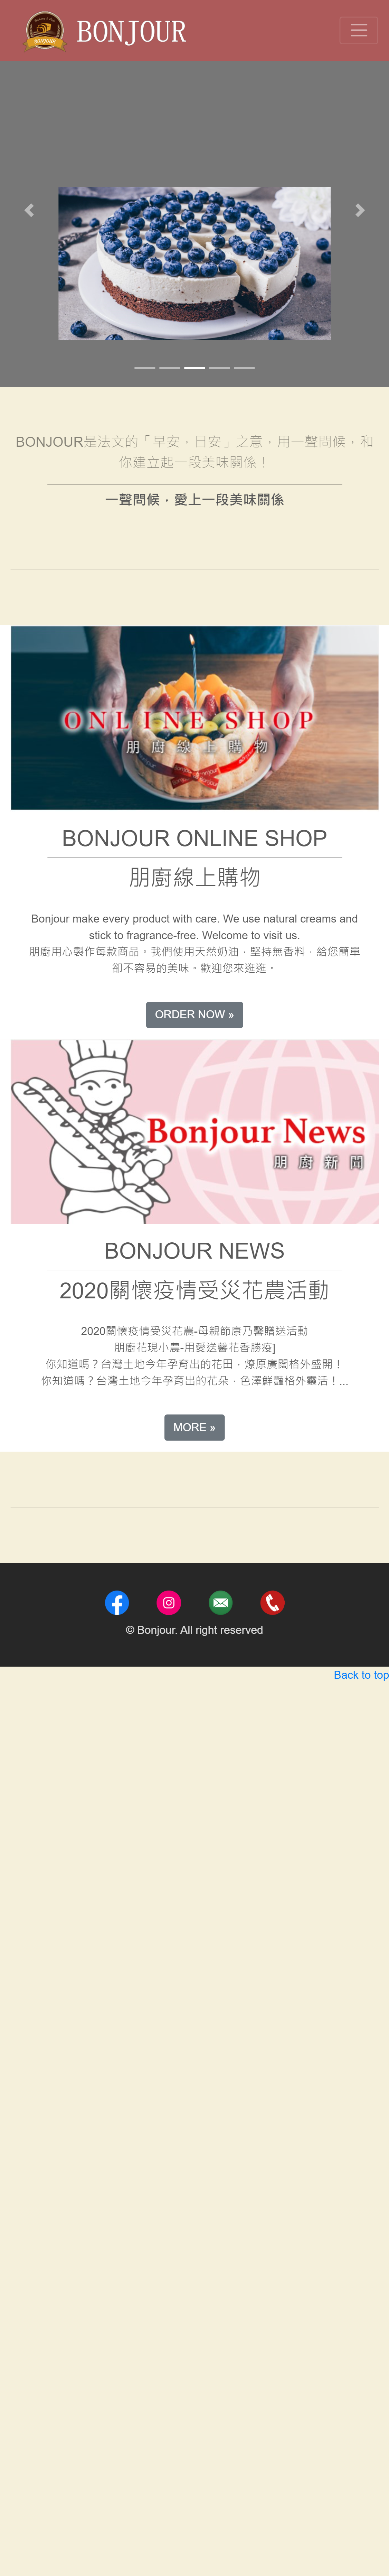 BONJOUR
BONJOUR是法文的「早安，日安」之意，用一聲問候，和
你建立起一段美味關係！
一聲問候，愛上一段美味關係
ONLINE SHOP
朋廚線上購物
BONJOUR ONLINE SHOP
朋廚線上購物
Bonjour make every product with care. We use natural creams and
stick to fragrance-free. Welcome to visit us.
朋廚用心製作每款商品。我們使用天然奶油，堅持無香料，給您簡單
卻不容易的美味。歡迎您來逛逛。
ORDER NOW »
Bonjour News
朋廚新聞
BONJOUR NEWS
2020關懷疫情受災花農活動
2020關懷疫情受災花農-母親節康乃馨贈送活動
朋廚花現小農-用愛送馨花香勝疫]
你知道嗎？台灣土地今年孕育出的花田，燎原廣闊格外盛開！
你知道嗎？台灣土地今年孕育出的花朵，色澤鮮豔格外靈活！...
MORE »
© Bonjour. All right reserved
Back to top